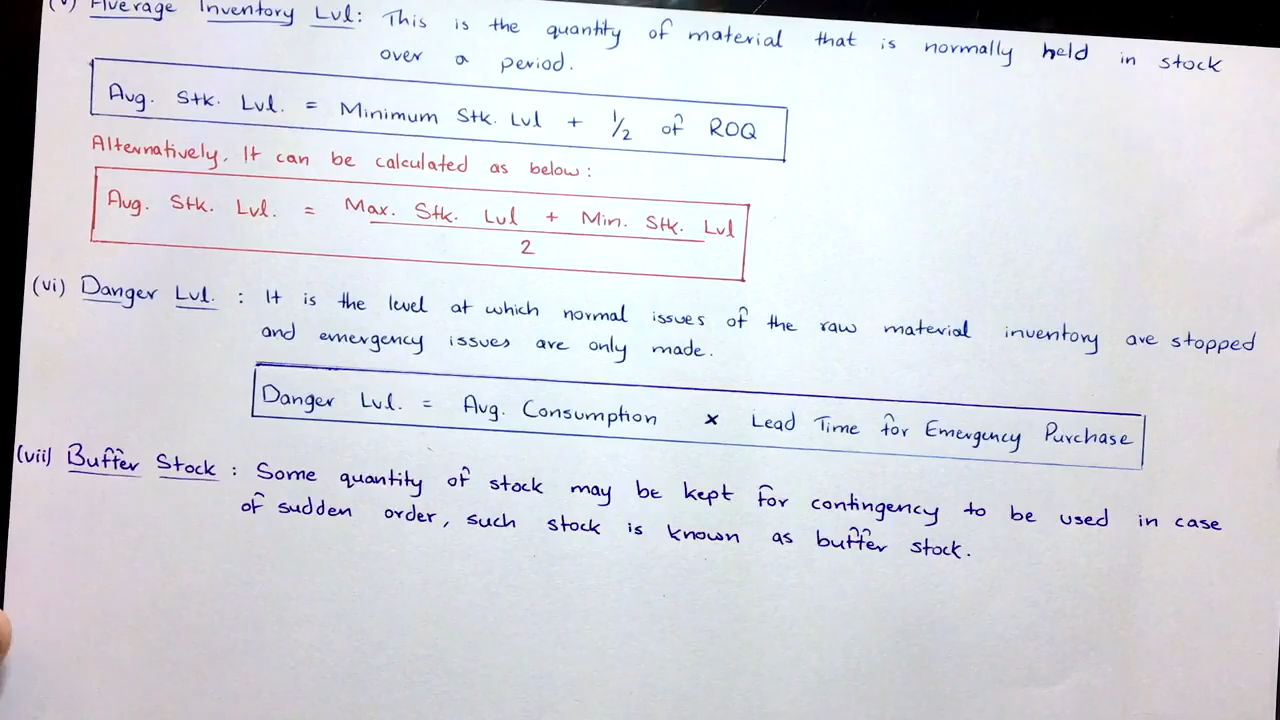 (v) Average Inventory Lvl: This is the quantity of material that is normally held in stock
over a period.
Avg. Stk. Lvl. = Minimum Stk. Lvl + 1/2 of ROQ
Alternatively, It can be calculated as below:
Avg. Stk. Lvl. = Max. Stk. Lvl + Min. Stk. Lvl
2
(vi) Danger Lvl. : It is the level at which normal issues of the raw material inventory are stopped
and emergency issues are only made.
Danger Lvl. = Avg. Consumption × Lead Time for Emergency Purchase
(vii) Buffer Stock : Some quantity of stock may be kept for contingency to be used in case
of sudden order, such stock is known as buffer stock.